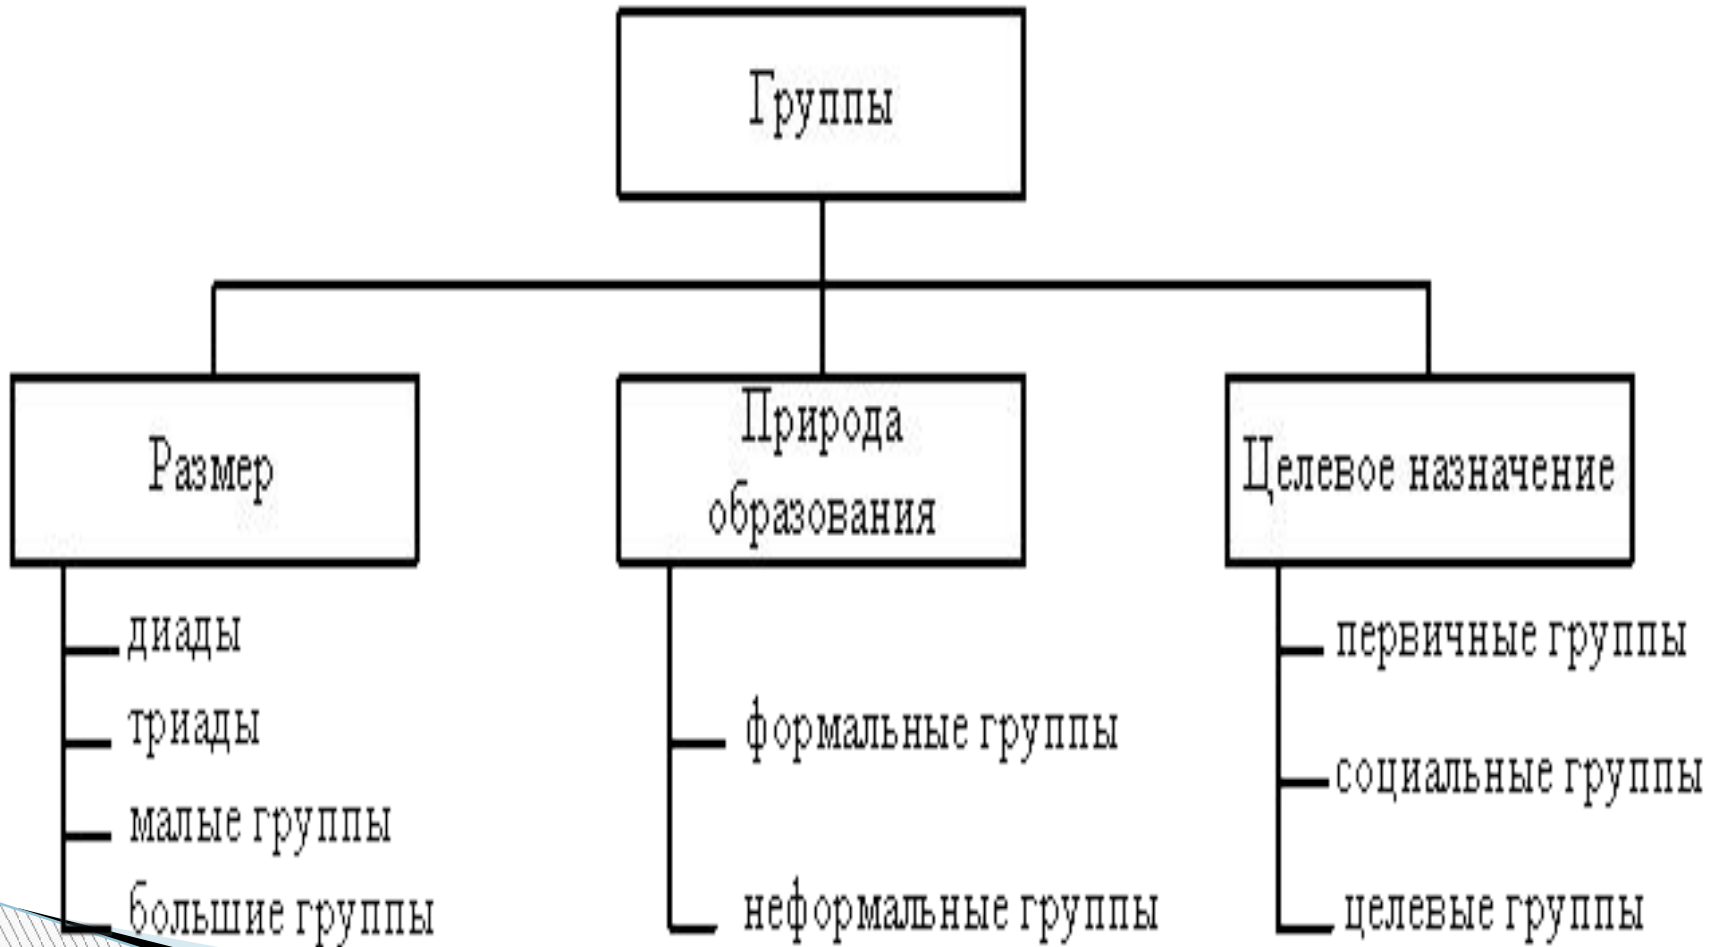 Группы
Размер
диады
триады
малые группы
большие группы
Природа
образования
формальные группы
неформальные группы
Целевое назначение
первичные группы
социальные группы
целевые группы